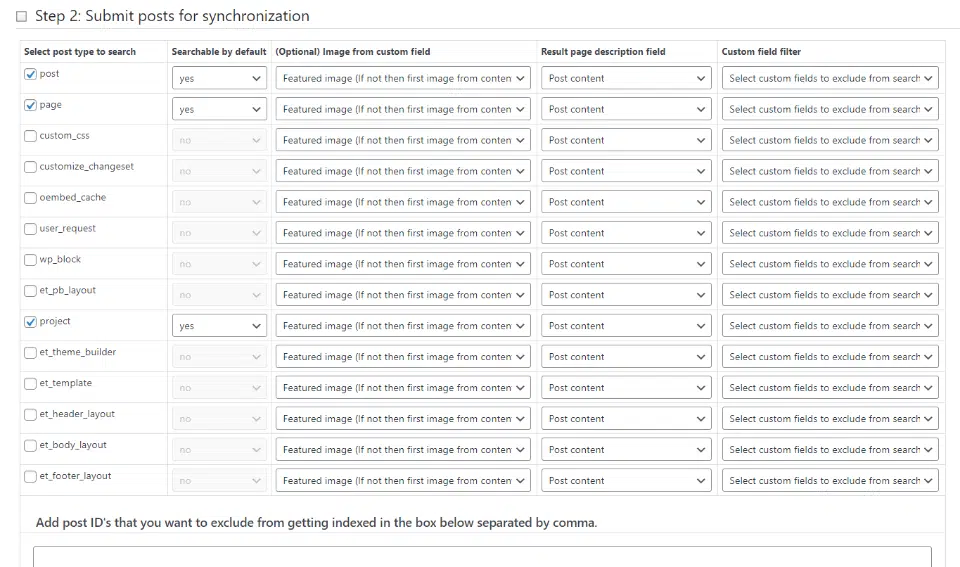 Step 2: Submit posts for synchronization
Select post type to search Searchable by default (Optional) Image from custom field Result page description field Custom field filter
post yes Featured image (If not then first image from conten Post content Select custom fields to exclude from search
page yes Featured image (If not then first image from conten Post content Select custom fields to exclude from search
custom_css no Featured image (If not then first image from conten Post content Select custom fields to exclude from search
customize_changeset no Featured image (If not then first image from conten Post content Select custom fields to exclude from search
oembed_cache no Featured image (If not then first image from conten Post content Select custom fields to exclude from search
user_request no Featured image (If not then first image from conten Post content Select custom fields to exclude from search
wp_block no Featured image (If not then first image from conten Post content Select custom fields to exclude from search
et_pb_layout no Featured image (If not then first image from conten Post content Select custom fields to exclude from search
project yes Featured image (If not then first image from conten Post content Select custom fields to exclude from search
et_theme_builder no Featured image (If not then first image from conten Post content Select custom fields to exclude from search
et_template no Featured image (If not then first image from conten Post content Select custom fields to exclude from search
et_header_layout no Featured image (If not then first image from conten Post content Select custom fields to exclude from search
et_body_layout no Featured image (If not then first image from conten Post content Select custom fields to exclude from search
et_footer_layout no Featured image (If not then first image from conten Post content Select custom fields to exclude from search
Add post ID's that you want to exclude from getting indexed in the box below separated by comma.